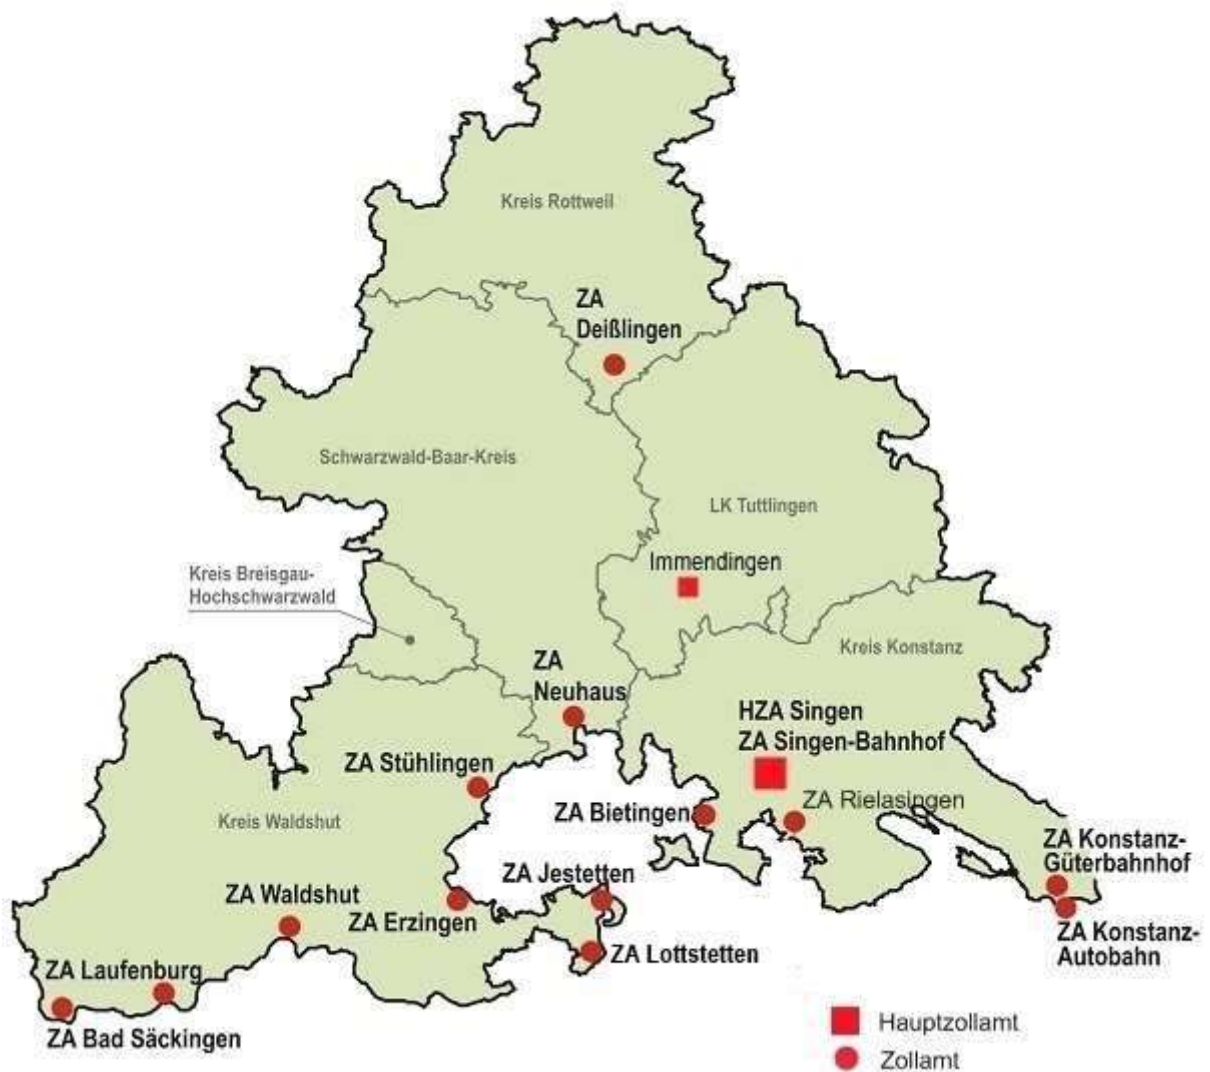 Kreis Rottweil
ZA
Deißlingen
Schwarzwald-Baar-Kreis
LK Tuttlingen
Immendingen
Kreis Breisgau-
Hochschwarzwald
Kreis Konstanz
ZA
Neuhaus
HZA Singen
ZA Singen-Bahnhof
ZA Stühlingen
ZA Rielasingen
ZA Bietingen
Kreis Waldshut
ZA Konstanz-
Güterbahnhof
ZA Jestetten
ZA Waldshut
ZA Erzingen
ZA Konstanz-
Autobahn
ZA Lottstetten
ZA Laufenburg
ZA Bad Säckingen
Hauptzollamt
Zollamt